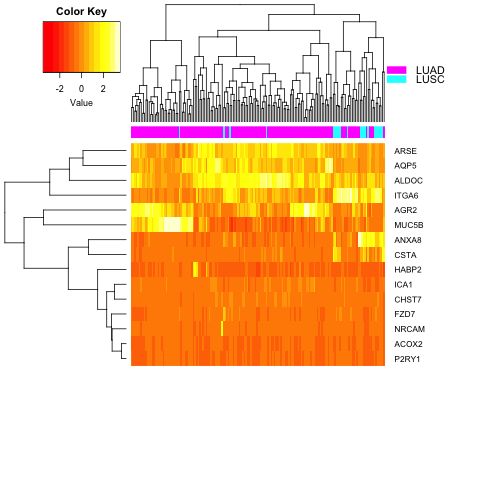 Color Key
-2 0 2
Value
LUAD
LUSC
ARSE
AQP5
ALDOC
ITGA6
AGR2
MUC5B
ANXA8
CSTA
HABP2
ICA1
CHST7
FZD7
NRCAM
ACOX2
P2RY1